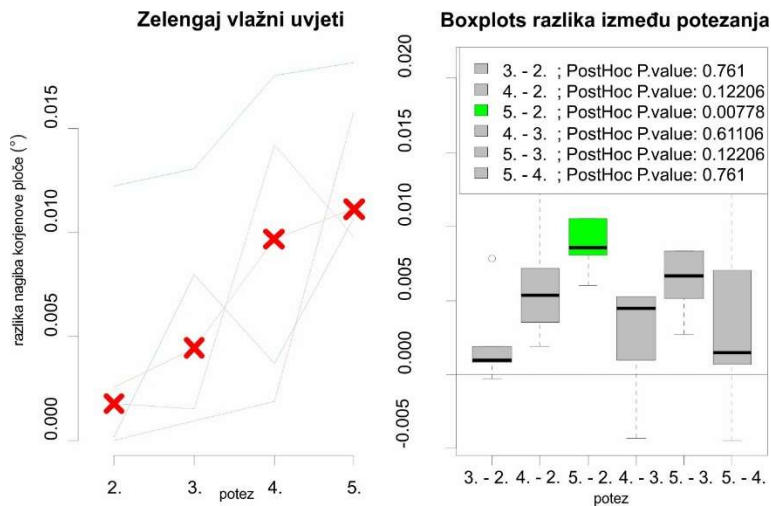 Zelengaj vlažni uvjeti
razlika nagiba korjenove ploče (°)
0.015
0.010
0.005
0.000
2. 3. 4. 5.
potez
Boxplots razlika između potezanja
0.020
0.015
0.010
0.005
0.000
-0.005
3. - 2. ; PostHoc P.value: 0.761
4. - 2. ; PostHoc P.value: 0.12206
5. - 2. ; PostHoc P.value: 0.00778
4. - 3. ; PostHoc P.value: 0.61106
5. - 3. ; PostHoc P.value: 0.12206
5. - 4. ; PostHoc P.value: 0.761
3. - 2. 4. - 2. 5. - 2. 4. - 3. 5. - 3. 5. - 4.
potez